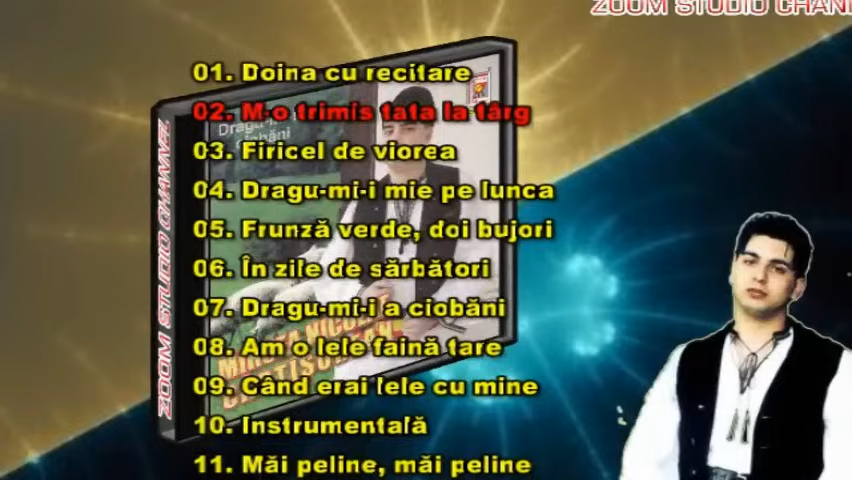 ZOOM STUDIO CHAN
01. Doina cu recitare
02. M-o trimis tata la târg
03. Firicel de viorea
04. Dragu-mi-i mie pe lunca
05. Frunză verde, doi bujori
06. În zile de sărbători
07. Dragu-mi-i a ciobăni
08. Am o lele faină tare
09. Când erai lele cu mine
10. Instrumentală
11. Măi peline, măi peline
ZOOM STUDIO CHANNEL